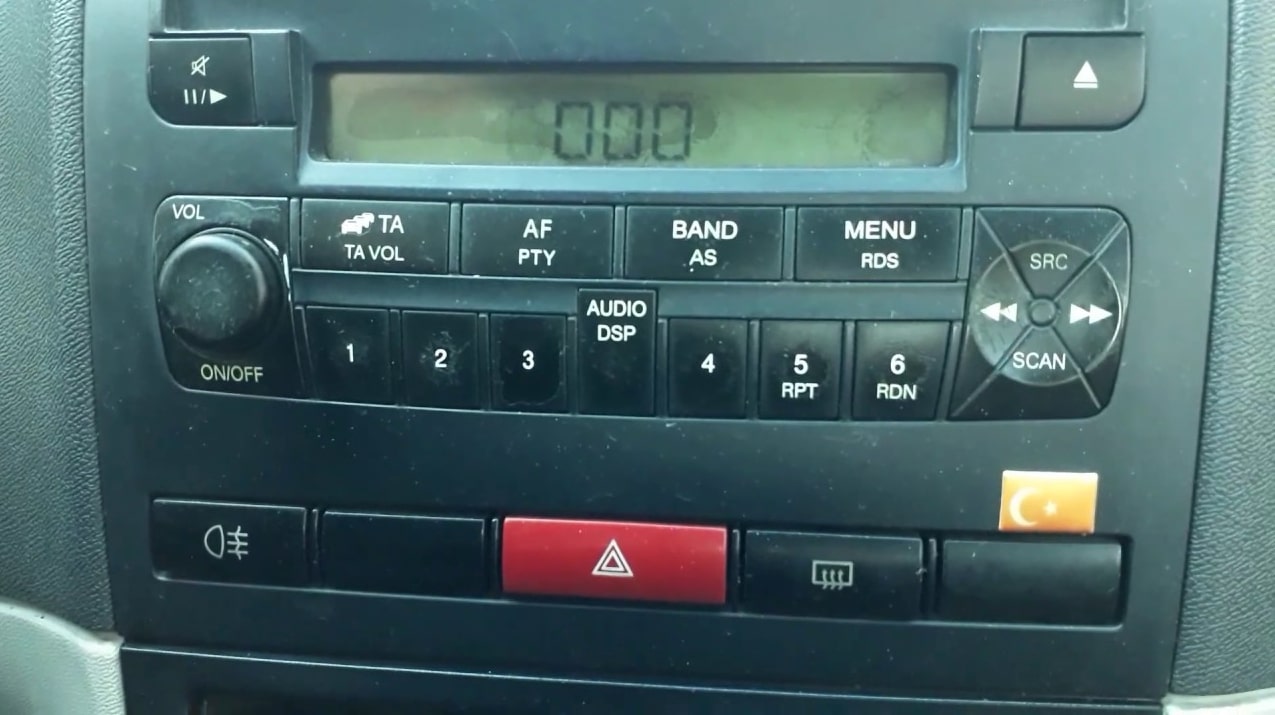 000
VOL
TA
TA VOL
AF
PTY
BAND
AS
MENU
RDS
SRC
SCAN
ON/OFF
1
2
3
AUDIO
DSP
4
5
RPT
6
RDN